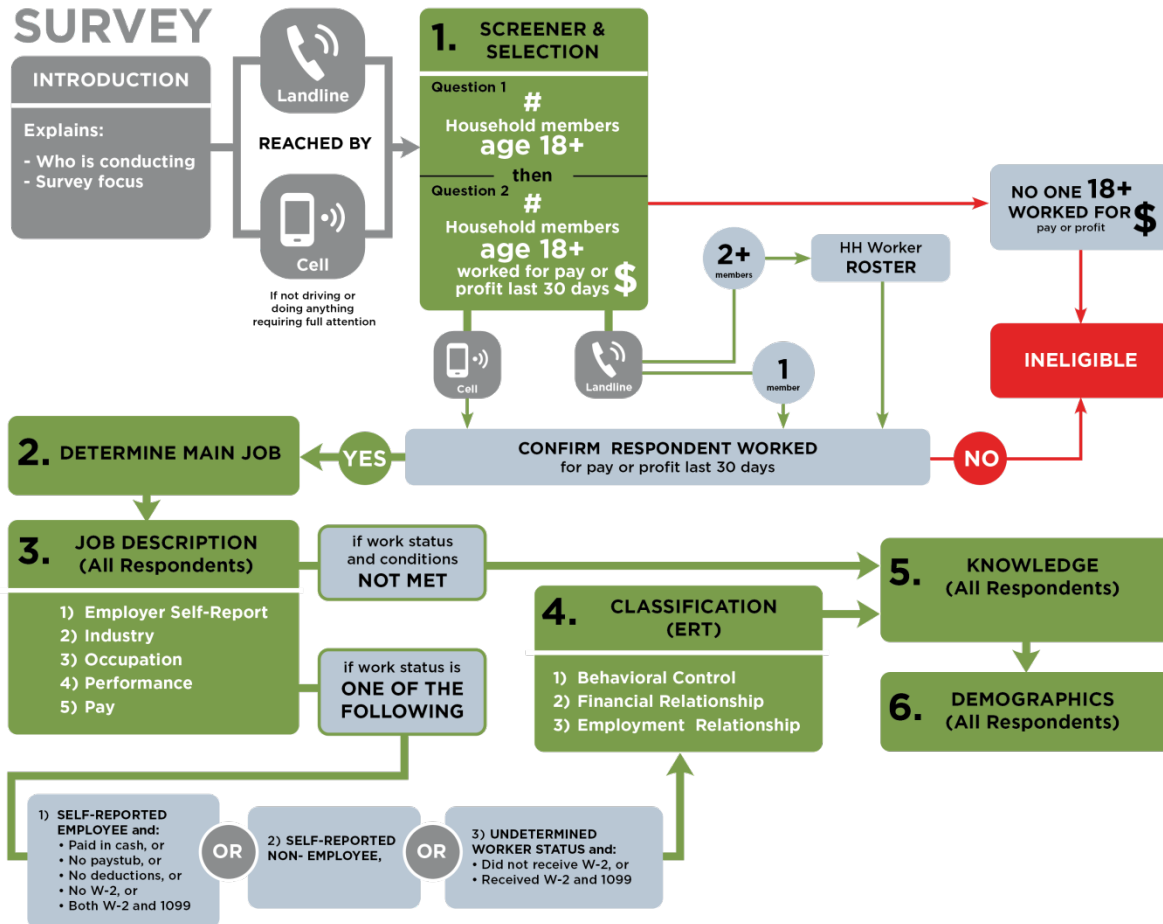 SURVEY
INTRODUCTION
Explains:
- Who is conducting
- Survey focus
Landline
REACHED BY
Cell
If not driving or
doing anything
requiring full attention
1. SCREENER &
SELECTION
Question 1
#
Household members
age 18+
then
Question 2
#
Household members
age 18+
worked for pay or
profit last 30 days $
Cell
Landline
2+
members
HH Worker
ROSTER
1
member
NO ONE 18+
WORKED FOR $
pay or profit
INELIGIBLE
CONFIRM RESPONDENT WORKED
for pay or profit last 30 days
YES
NO
2. DETERMINE MAIN JOB
3. JOB DESCRIPTION
(All Respondents)
1) Employer Self-Report
2) Industry
3) Occupation
4) Performance
5) Pay
if work status
and conditions
NOT MET
if work status is
ONE OF THE
FOLLOWING
1) SELF-REPORTED
EMPLOYEE and:
• Paid in cash, or
• No paystub, or
• No deductions, or
• No W-2, or
• Both W-2 and 1099
OR
2) SELF-REPORTED
NON- EMPLOYEE,
OR
3) UNDETERMINED
WORKER STATUS and:
• Did not receive W-2, or
• Received W-2 and 1099
4. CLASSIFICATION
(ERT)
1) Behavioral Control
2) Financial Relationship
3) Employment Relationship
5. KNOWLEDGE
(All Respondents)
6. DEMOGRAPHICS
(All Respondents)